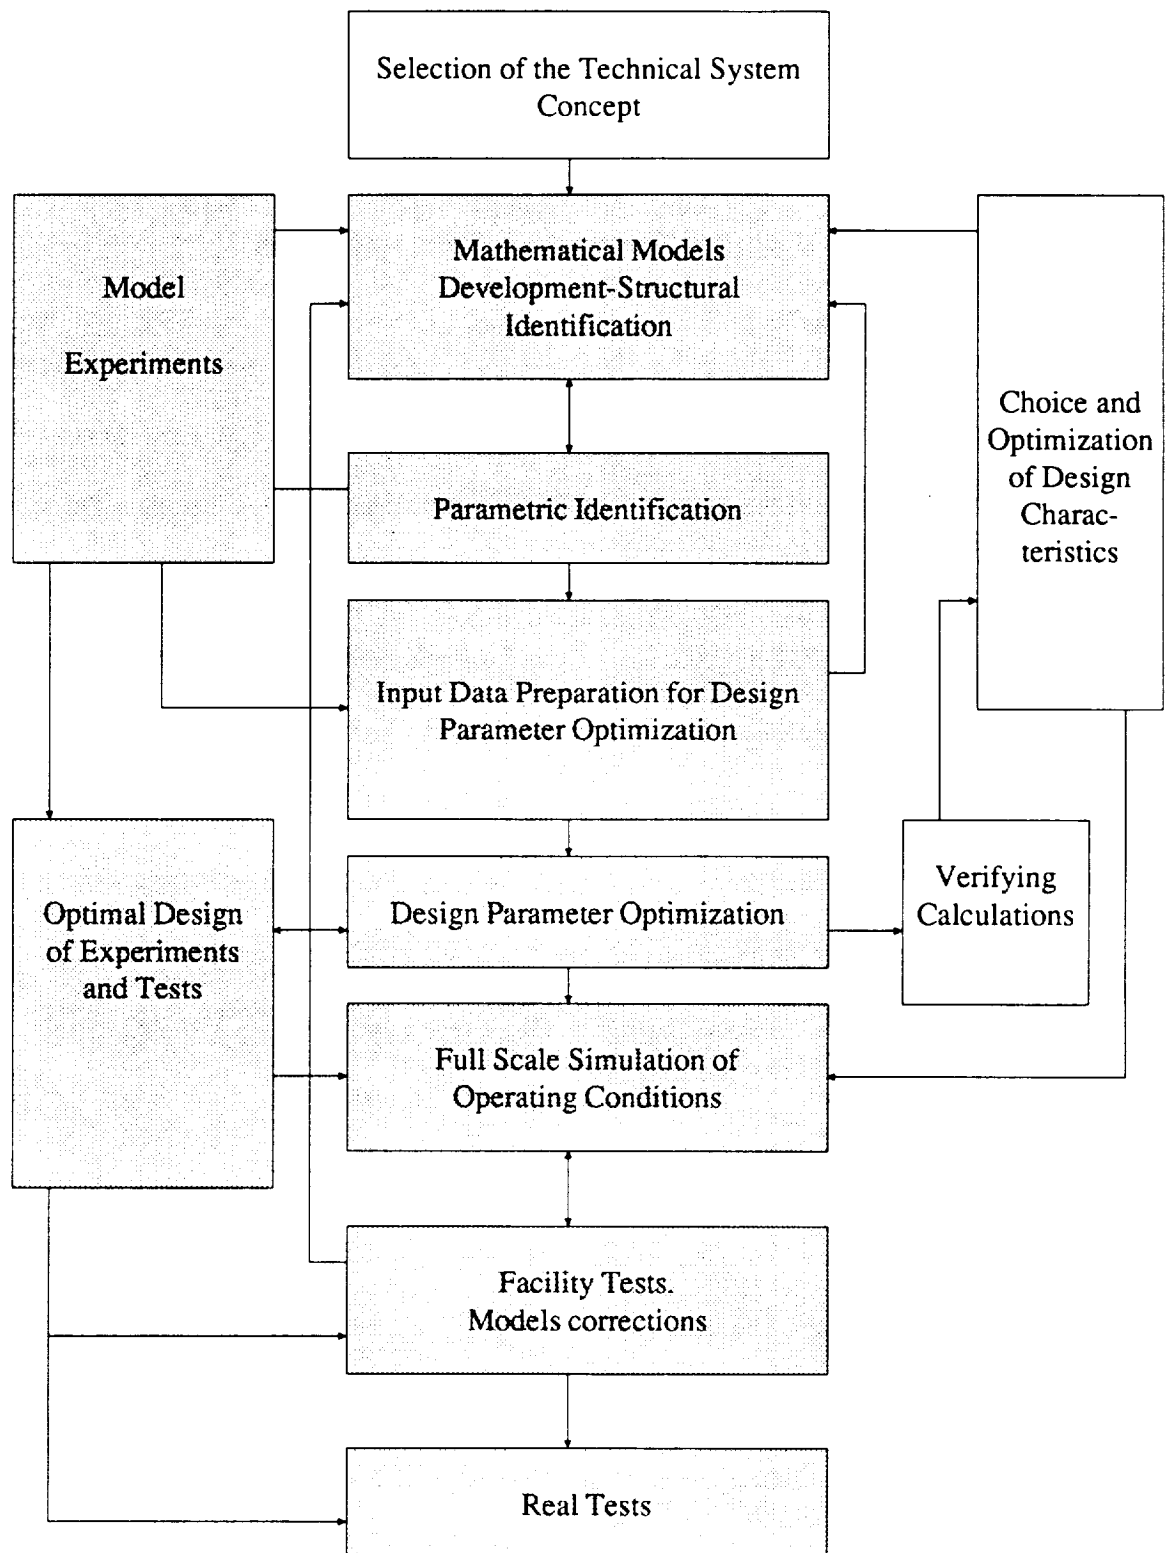 Selection of the Technical System
Concept
Model
Experiments
Mathematical Models
Development-Structural
Identification
Choice and
Optimization
of Design
Charac-
teristics
Parametric Identification
Input Data Preparation for Design
Parameter Optimization
Optimal Design
of Experiments
and Tests
Design Parameter Optimization
Verifying
Calculations
Full Scale Simulation of
Operating Conditions
Facility Tests.
Models corrections
Real Tests